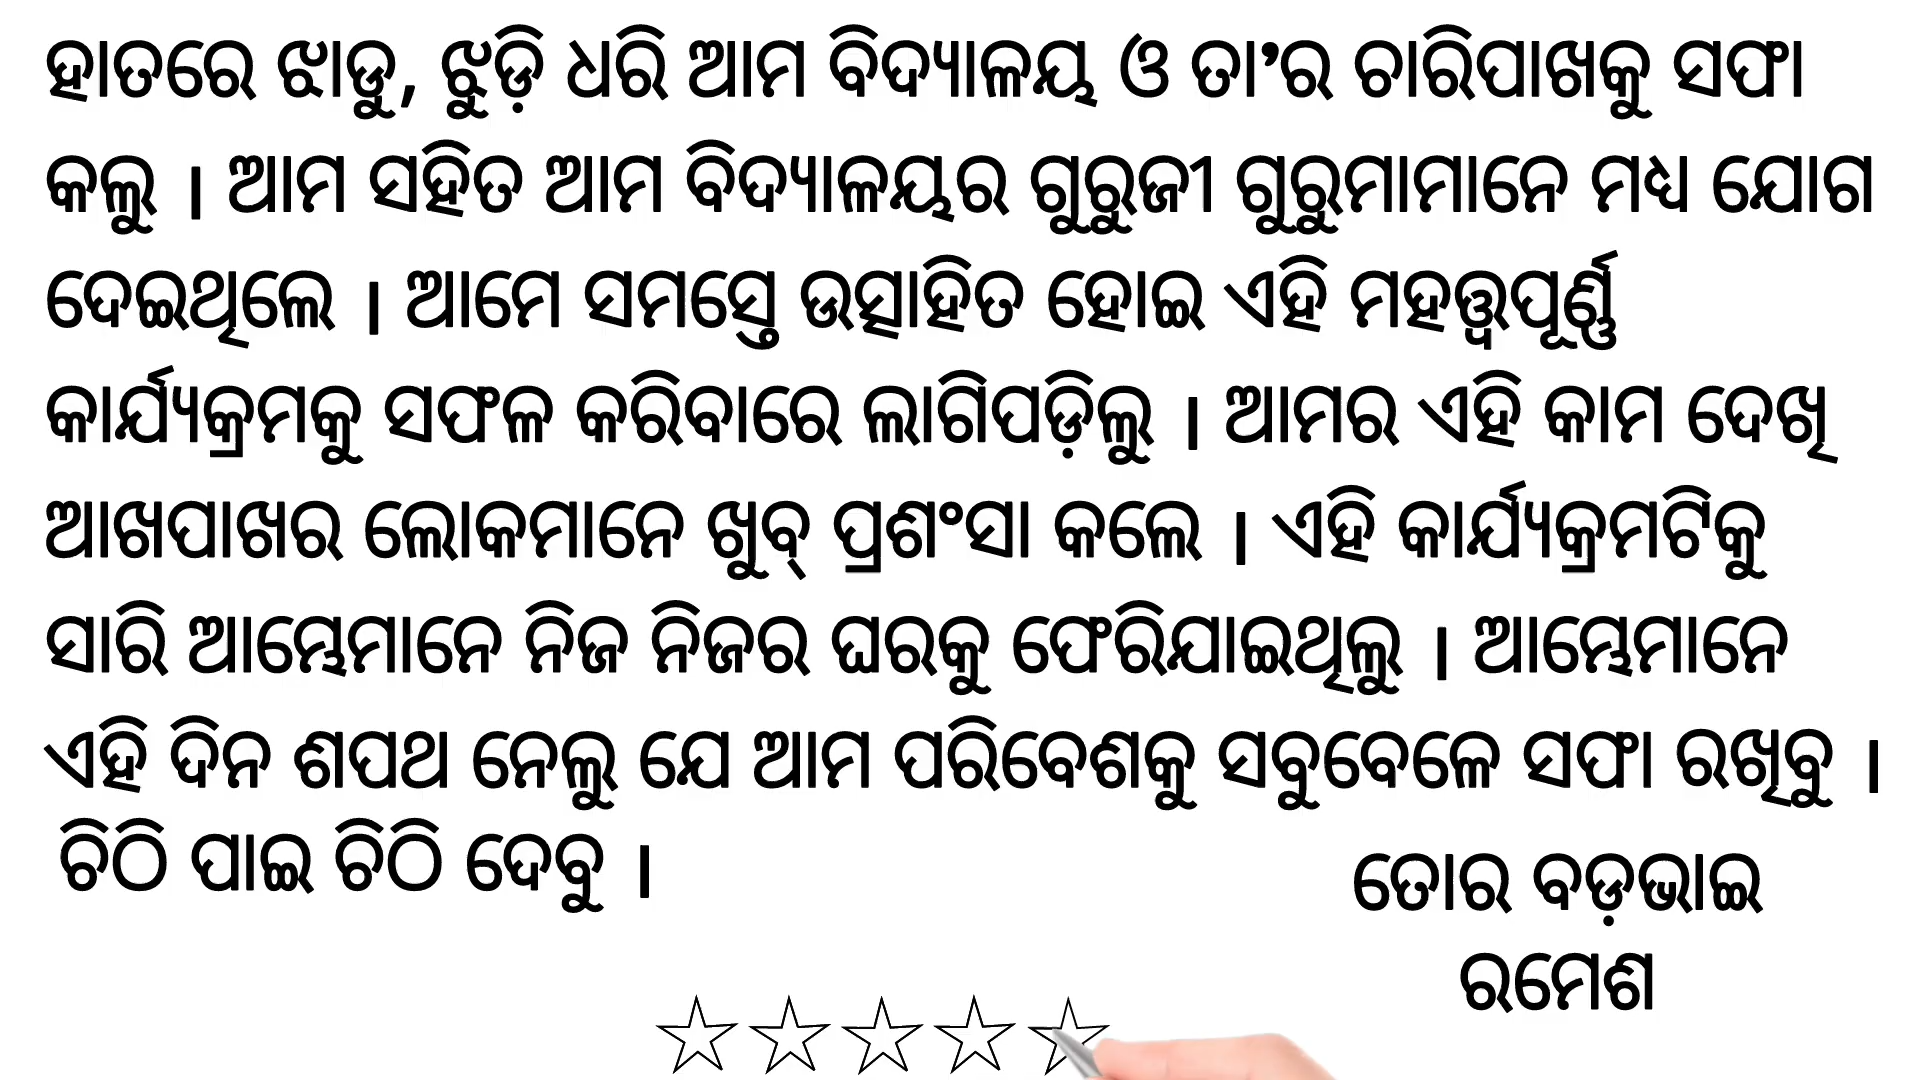 ହାତରେ ଝାଡୁ, ଝୁଡ଼ି ଧରି ଆମ ବିଦ୍ୟାଳୟ ଓ ତା’ର ଚାରିପାଖକୁ ସଫା
କଲୁ । ଆମ ସହିତ ଆମ ବିଦ୍ୟାଳୟର ଗୁରୁଜୀ ଗୁରୁମାମାନେ ମଧ୍ୟ ଯୋଗ
ଦେଇଥିଲେ । ଆମେ ସମସ୍ତେ ଉତ୍ସାହିତ ହୋଇ ଏହି ମହତ୍ତ୍ୱପୂର୍ଣ୍ଣ
କାର୍ଯ୍ୟକ୍ରମକୁ ସଫଳ କରିବାରେ ଲାଗିପଡ଼ିଲୁ । ଆମର ଏହି କାମ ଦେଖି
ଆଖପାଖର ଲୋକମାନେ ଖୁବ୍ ପ୍ରଶଂସା କଲେ । ଏହି କାର୍ଯ୍ୟକ୍ରମଟିକୁ
ସାରି ଆମ୍ଭେମାନେ ନିଜ ନିଜର ଘରକୁ ଫେରିଯାଇଥିଲୁ । ଆମ୍ଭେମାନେ
ଏହି ଦିନ ଶପଥ ନେଲୁ ଯେ ଆମ ପରିବେଶକୁ ସବୁବେଳେ ସଫା ରଖିବୁ ।
ଚିଠି ପାଇ ଚିଠି ଦେବୁ ।
ତୋର ବଡ଼ଭାଇ
ରମେଶ